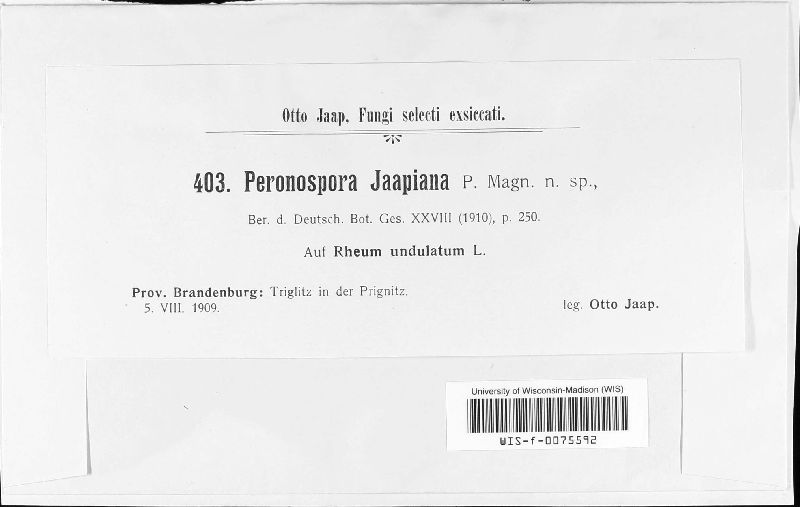 Otto Jaap, Fungi selecti exsiccati.
403. Peronospora Jaapiana P. Magn. n. sp.,
Ber. d. Deutsch. Bot. Ges. XXVIII (1910), p. 250.
Auf Rheum undulatum L.
Prov. Brandenburg: Triglitz in der Prignitz.
5. VIII. 1909.
leg. Otto Jaap.
University of Wisconsin-Madison (WIS)
WIS-f-0075592